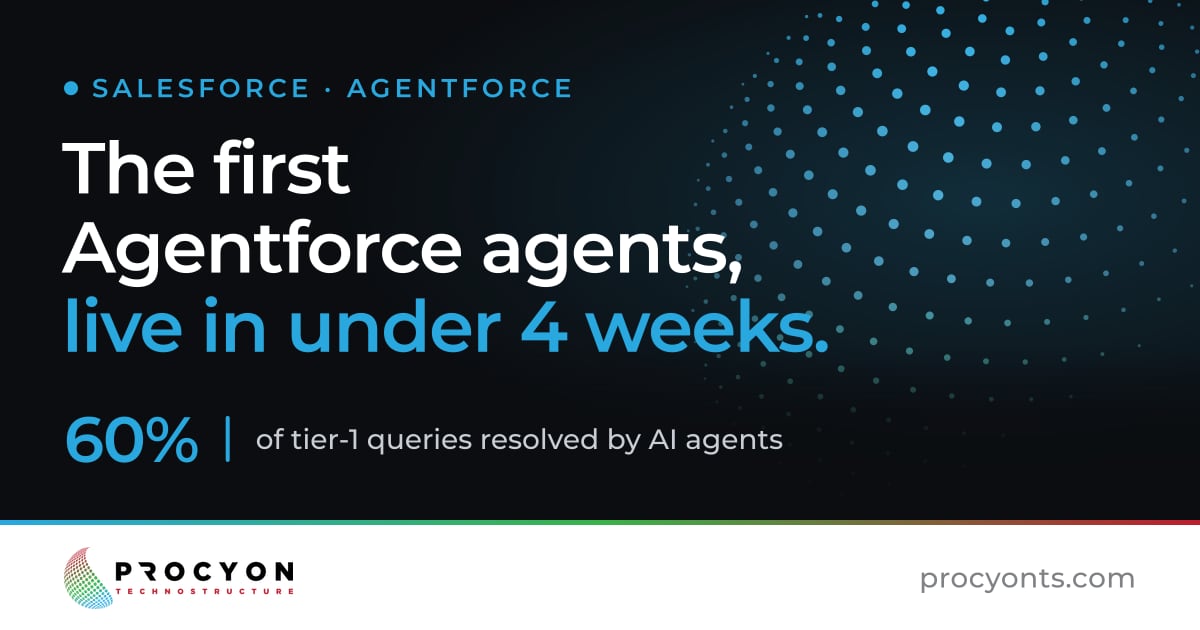 SALESFORCE · AGENTFORCE
The first
Agentforce agents,
live in under 4 weeks.
60% | of tier-1 queries resolved by AI agents
PROCYON
TECHNOSTRUCTURE
procyonts.com